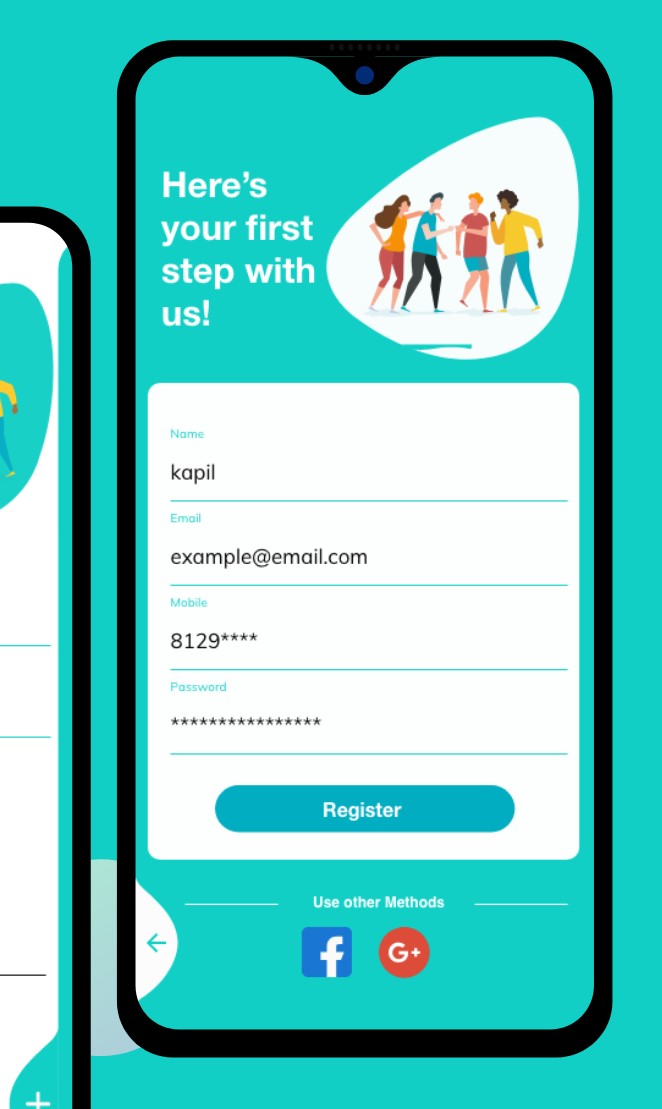 Here's
your first
step with
us!
Name
kapil
Email
example@email.com
Mobile
8129****
Password
****************
Register
Use other Methods
f
G+